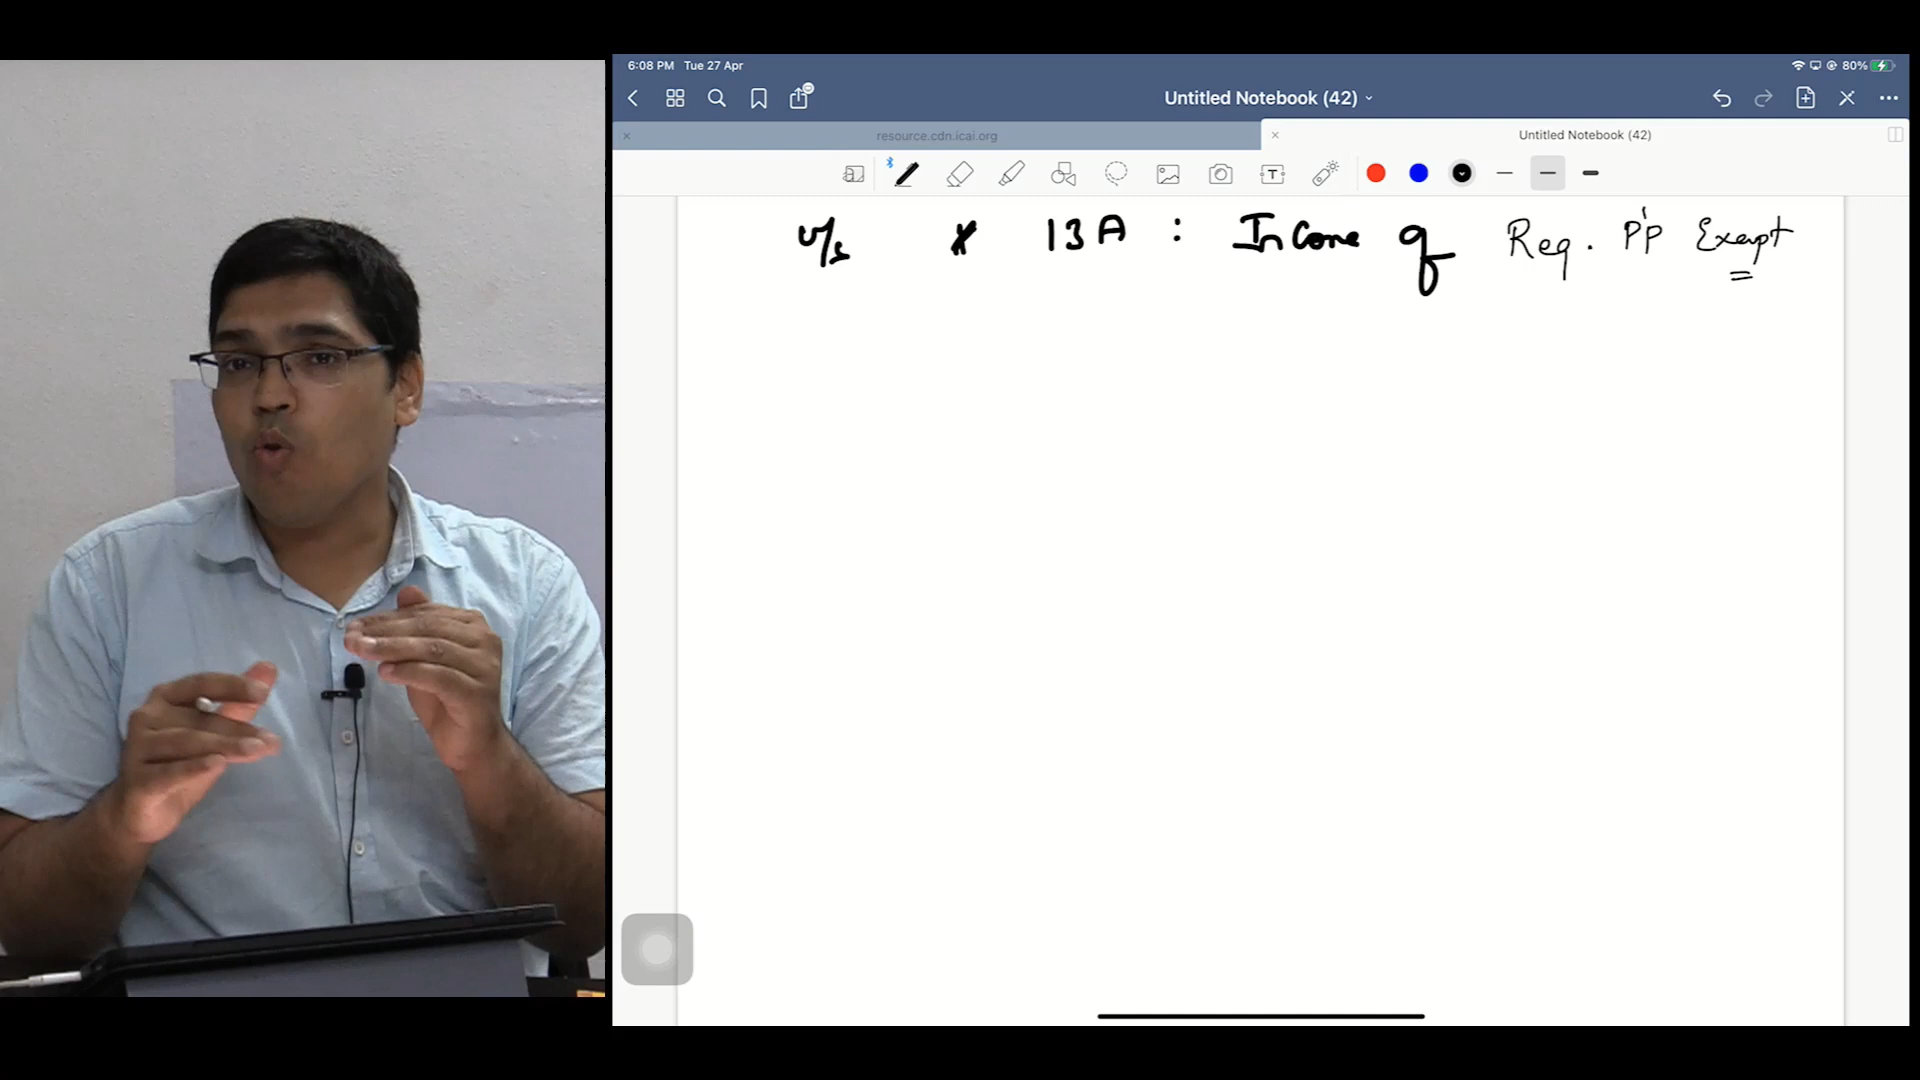 6:08 PM Tue 27 Apr
80%
Untitled Notebook (42)
resource.cdn.icai.org
Untitled Notebook (42)
T
u/s * 13A : Income of Reg. P'P Exempt